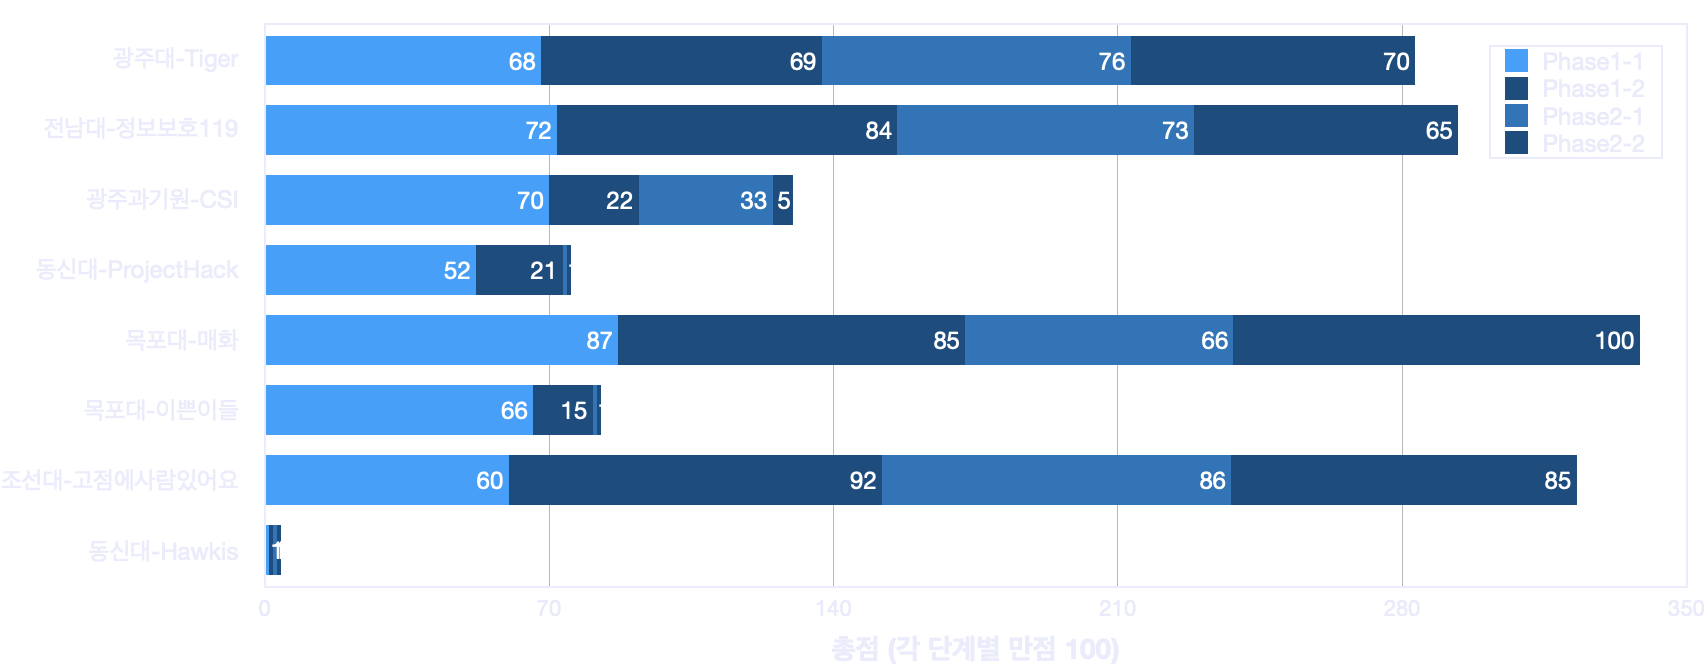 광주대-Tiger 68 69 76 70
전남대-정보보호119 72 84 73 65
광주과기원-CSI 70 22 33 5
동신대-ProjectHack 52 21
목포대-매화 87 85 66 100
목포대-이쁜이들 66 15
조선대-고점에사람있어요 60 92 86 85
동신대-Hawkis
Phase1-1
Phase1-2
Phase2-1
Phase2-2
0 70 140 210 280 350
총점 (각 단계별 만점 100)